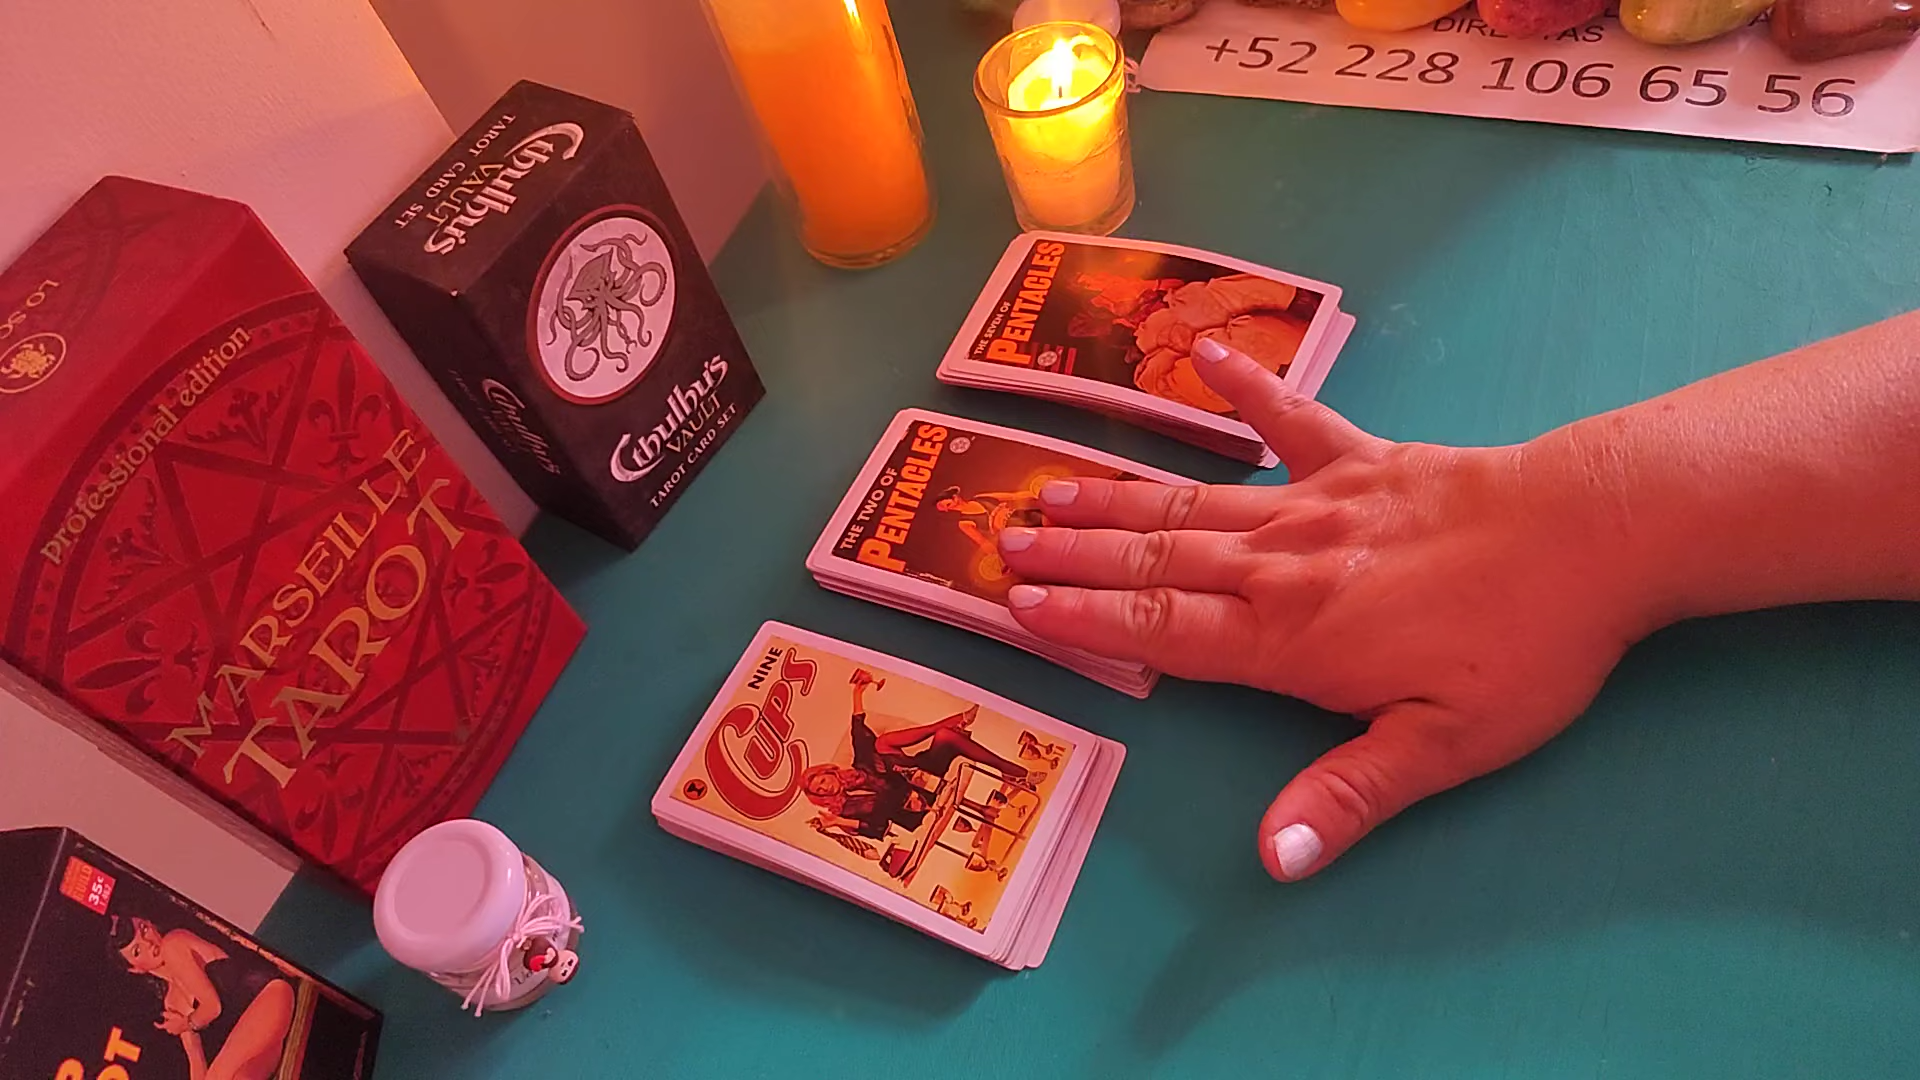 +52 228 106 65 56
Cthulhu's
VAULT
TAROT CARD SET
Cthulhu's
VAULT
TAROT CARD SET
Professional edition
MARSEILLE
TAROT
THE SEVEN OF
PENTACLES
THE TWO OF
PENTACLES
NINE
CUPS
35¢